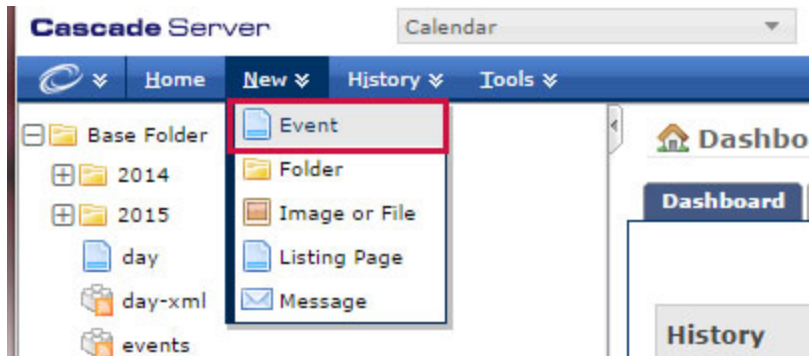 Cascade Server
Calendar
Home New History Tools
Base Folder
2014
2015
day
day-xml
events
Event
Folder
Image or File
Listing Page
Message
Dashboard
History